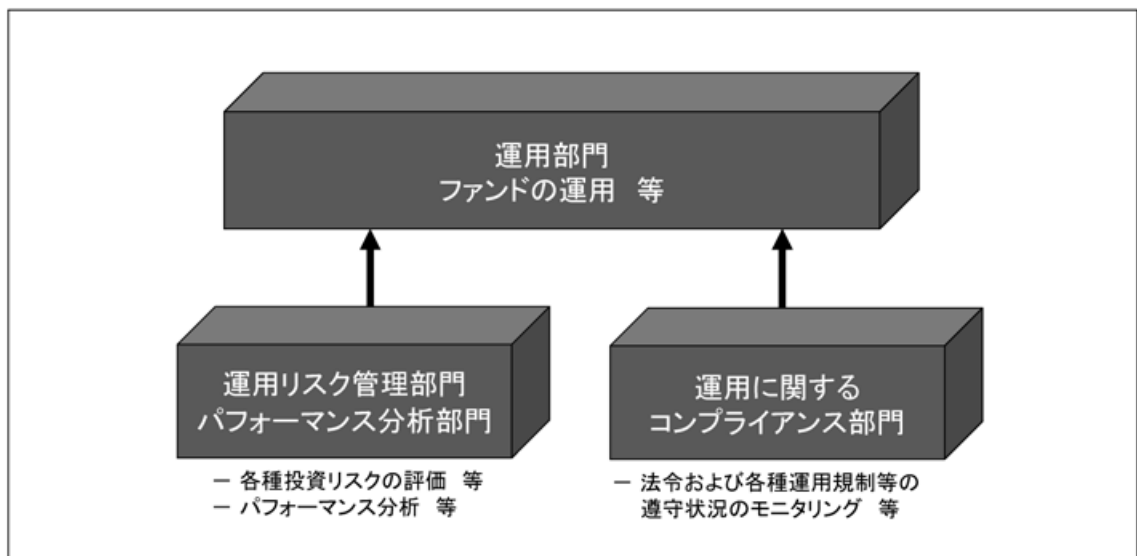 運用部門
ファンドの運用 等
運用リスク管理部門
パフォーマンス分析部門
－ 各種投資リスクの評価 等
－ パフォーマンス分析 等
運用に関する
コンプライアンス部門
－ 法令および各種運用規制等の
遵守状況のモニタリング 等